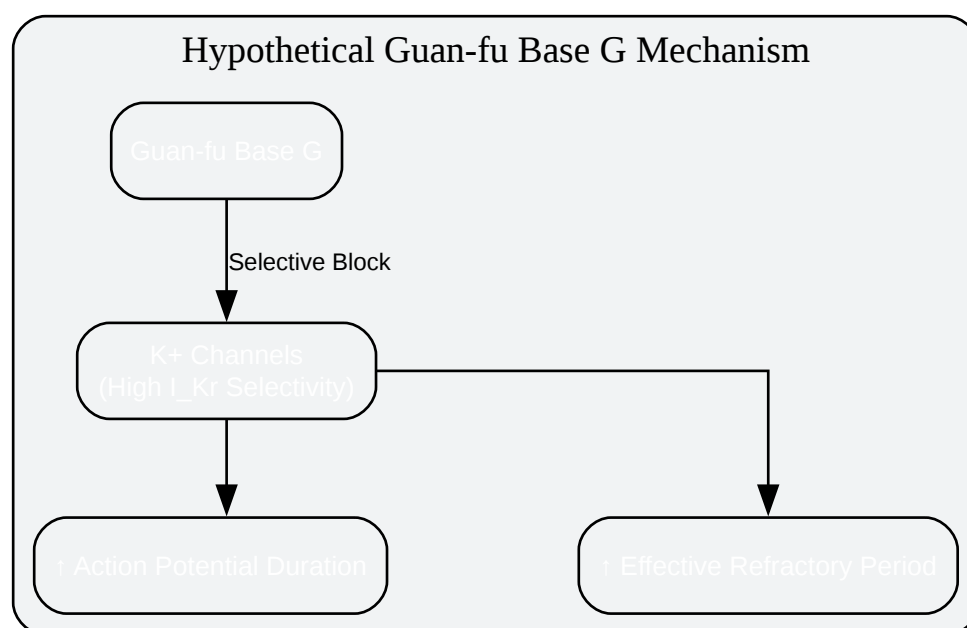 Hypothetical Guan-fu Base G Mechanism
Guan-fu Base G
Selective Block
K+ Channels
(High I_Kr Selectivity)
↑ Action Potential Duration
↑ Effective Refractory Period